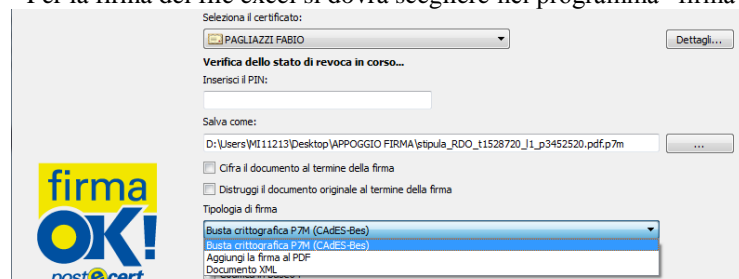 Per la firma dei file excel si dovrà scegliere nel programma "firma
Seleziona il certificato:
PAGLIAZZI FABIO
Dettagli...
Verifica dello stato di revoca in corso...
Inserisci il PIN:
Salva come:
D:\Users\MI11213\Desktop\APPOGGIO FIRMA\stipula_RDO_t1528720_l1_p3452520.pdf.p7m
...
Cifra il documento al termine della firma
Distruggi il documento originale al termine della firma
Tipologia di firma
Busta crittografica P7M (CAdES-Bes)
Busta crittografica P7M (CAdES-Bes)
Aggiungi la firma al PDF
Documento XML
firma
OK!
postecert